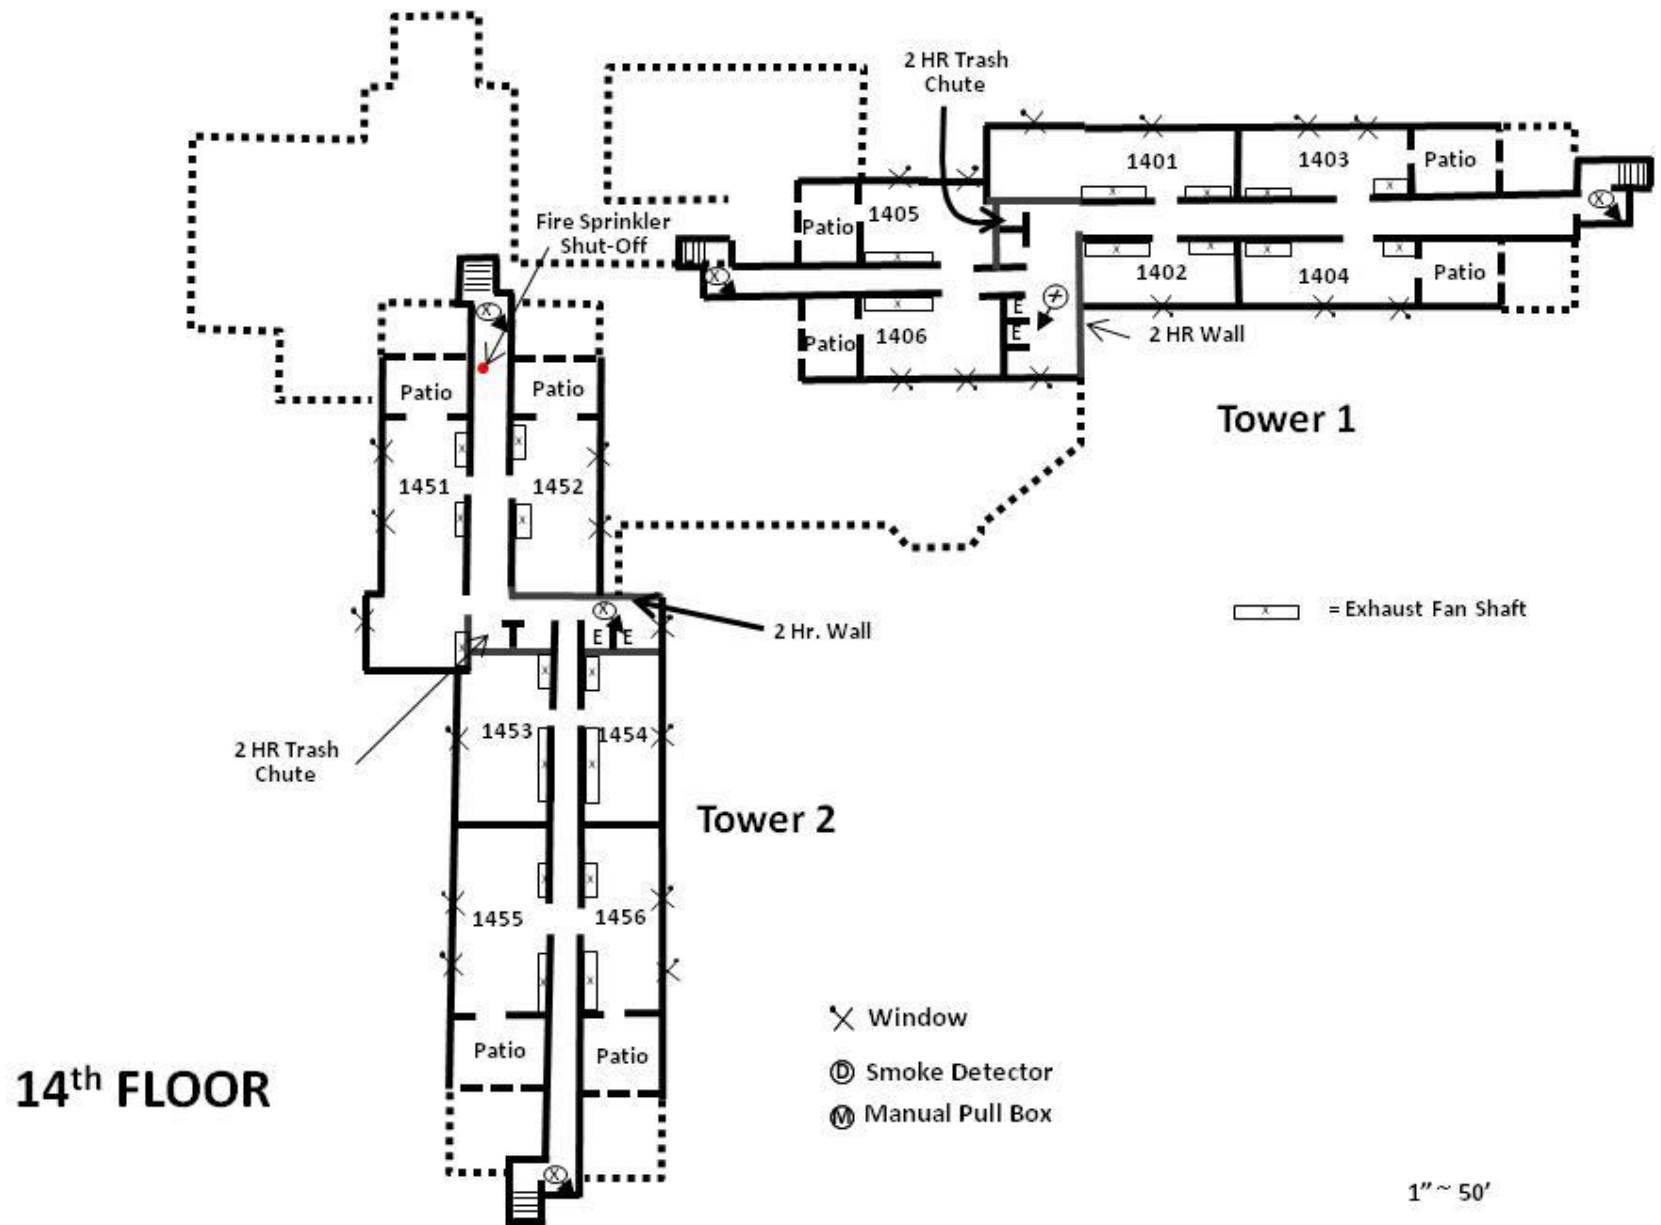 2 HR Trash
Chute
1401
1403
Patio
1405
Patio
Fire Sprinkler
Shut-Off
X
1402
1404
Patio
E
E
1406
Patio
2 HR Wall
Tower 1
Patio
Patio
1451
1452
= Exhaust Fan Shaft
2 Hr. Wall
E E
1453
1454
2 HR Trash
Chute
Tower 2
1455
1456
Window
Patio
Patio
D Smoke Detector
M Manual Pull Box
14th FLOOR
1” ~ 50’